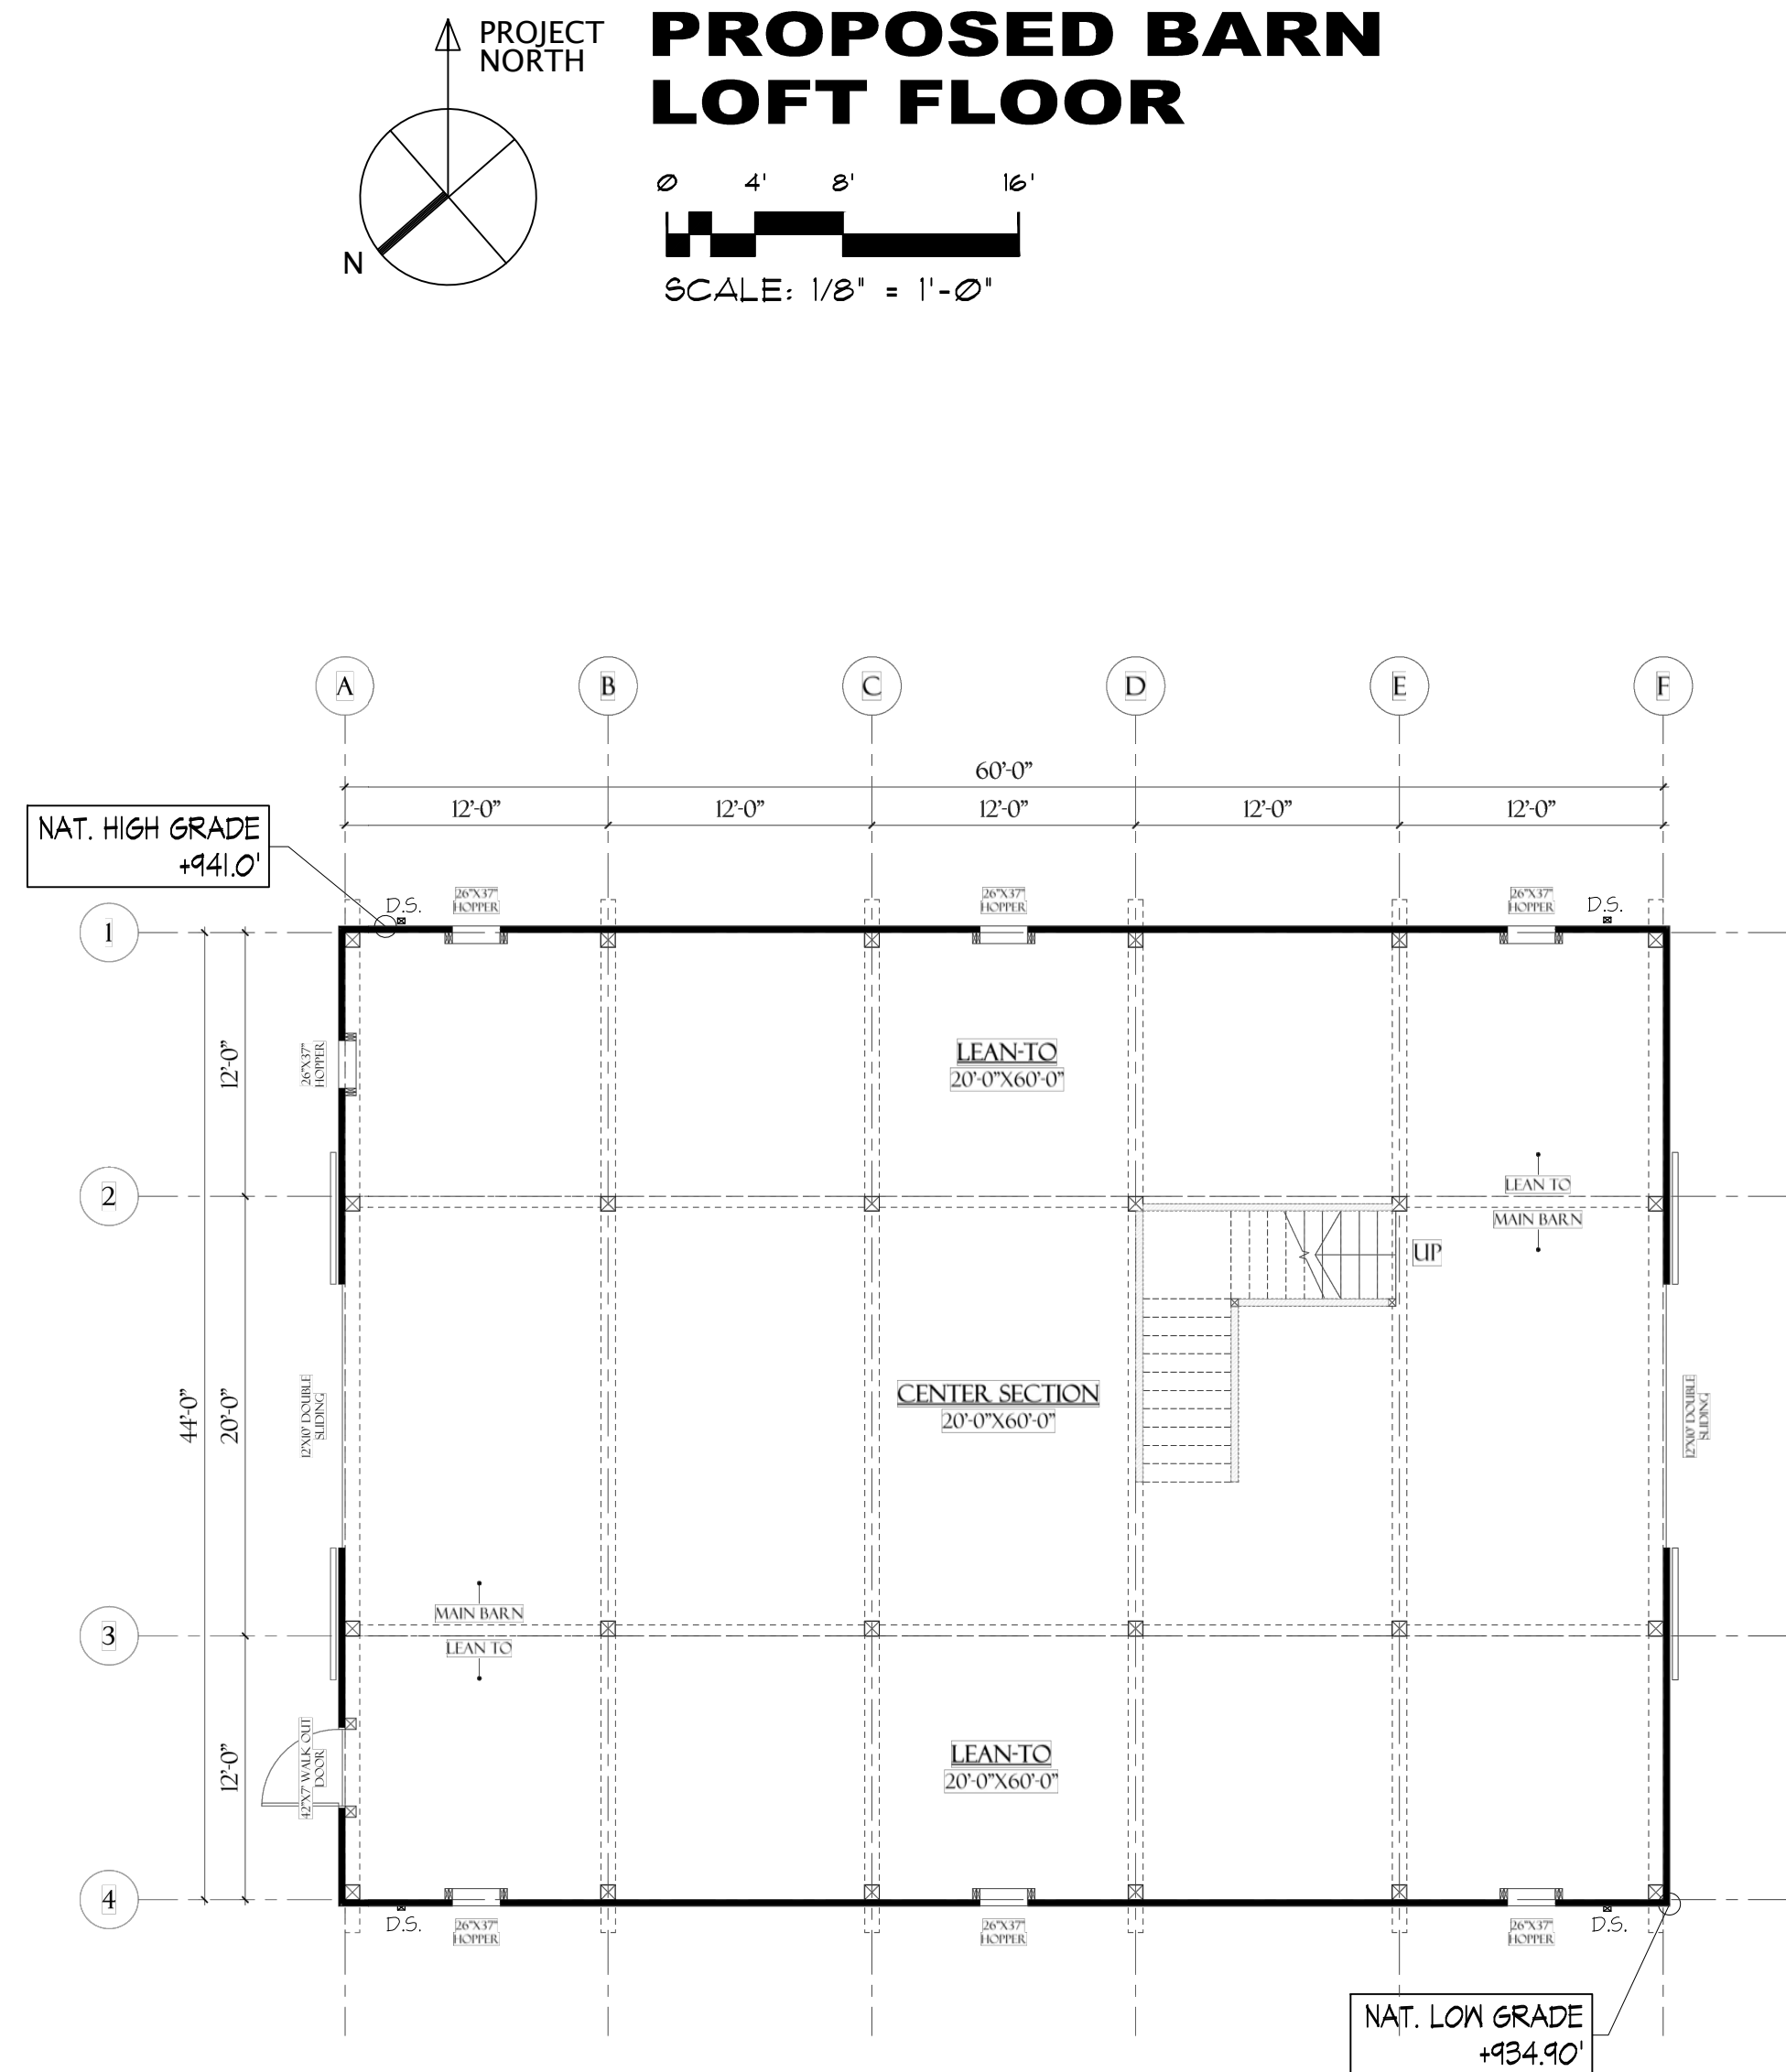 PROJECT
NORTH
N
PROPOSED BARN
LOFT FLOOR
0 4' 8' 16'
SCALE: 1/8" = 1'-0"
A B C D E F
60'-0"
12'-0" 12'-0" 12'-0" 12'-0" 12'-0"
NAT. HIGH GRADE
+941.0'
D.S.
26"X37"
HOPPER
26"X37"
HOPPER
26"X37"
HOPPER
D.S.
1
12'-0"
26"X37"
HOPPER
LEAN-TO
20'-0"X60'-0"
2
LEAN TO
MAIN BARN
UP
44'-0"
20'-0"
12'X10' DOUBLE
SLIDING
CENTER SECTION
20'-0"X60'-0"
12'X10' DOUBLE
SLIDING
3
MAIN BARN
LEAN TO
12'-0"
42"X7' WALK OUT
DOOR
LEAN-TO
20'-0"X60'-0"
4
D.S.
26"X37"
HOPPER
26"X37"
HOPPER
26"X37"
HOPPER
D.S.
NAT. LOW GRADE
+934.90'